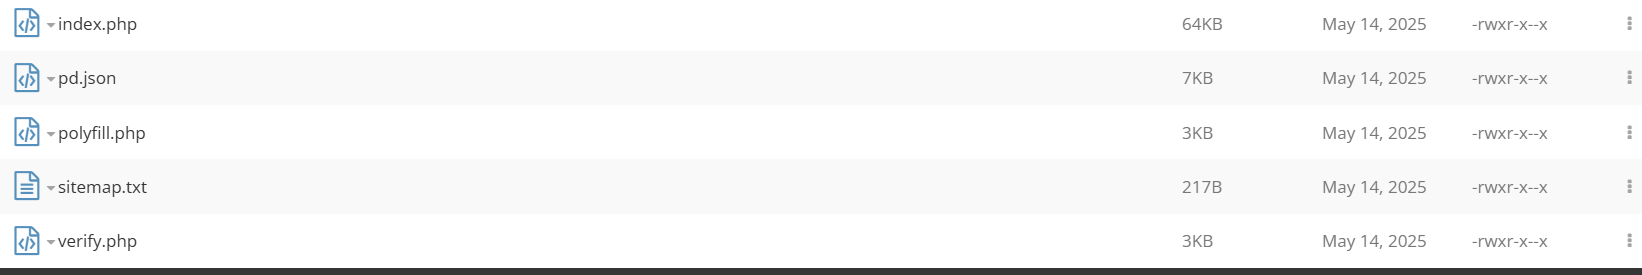 index.php 64KB May 14, 2025 -rwxr-x--x
pd.json 7KB May 14, 2025 -rwxr-x--x
polyfill.php 3KB May 14, 2025 -rwxr-x--x
sitemap.txt 217B May 14, 2025 -rwxr-x--x
verify.php 3KB May 14, 2025 -rwxr-x--x